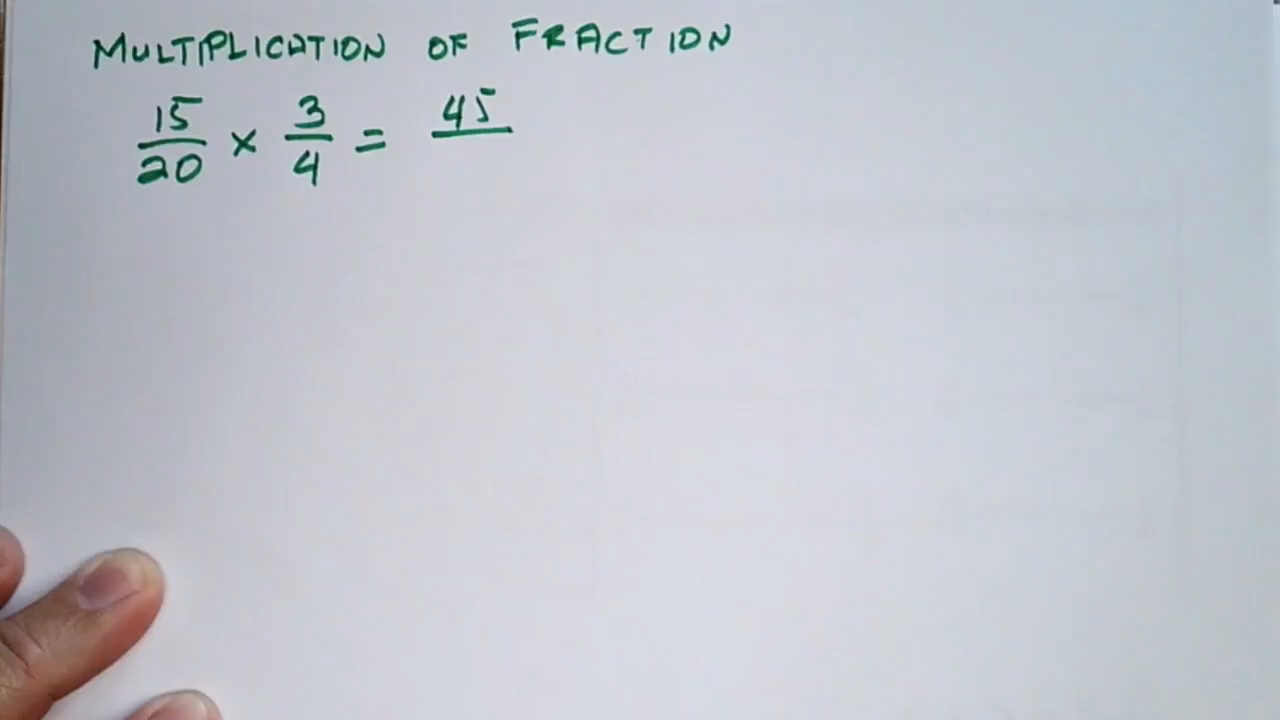 MULTIPLICATION OF FRACTION
15/20 × 3/4 = 45/